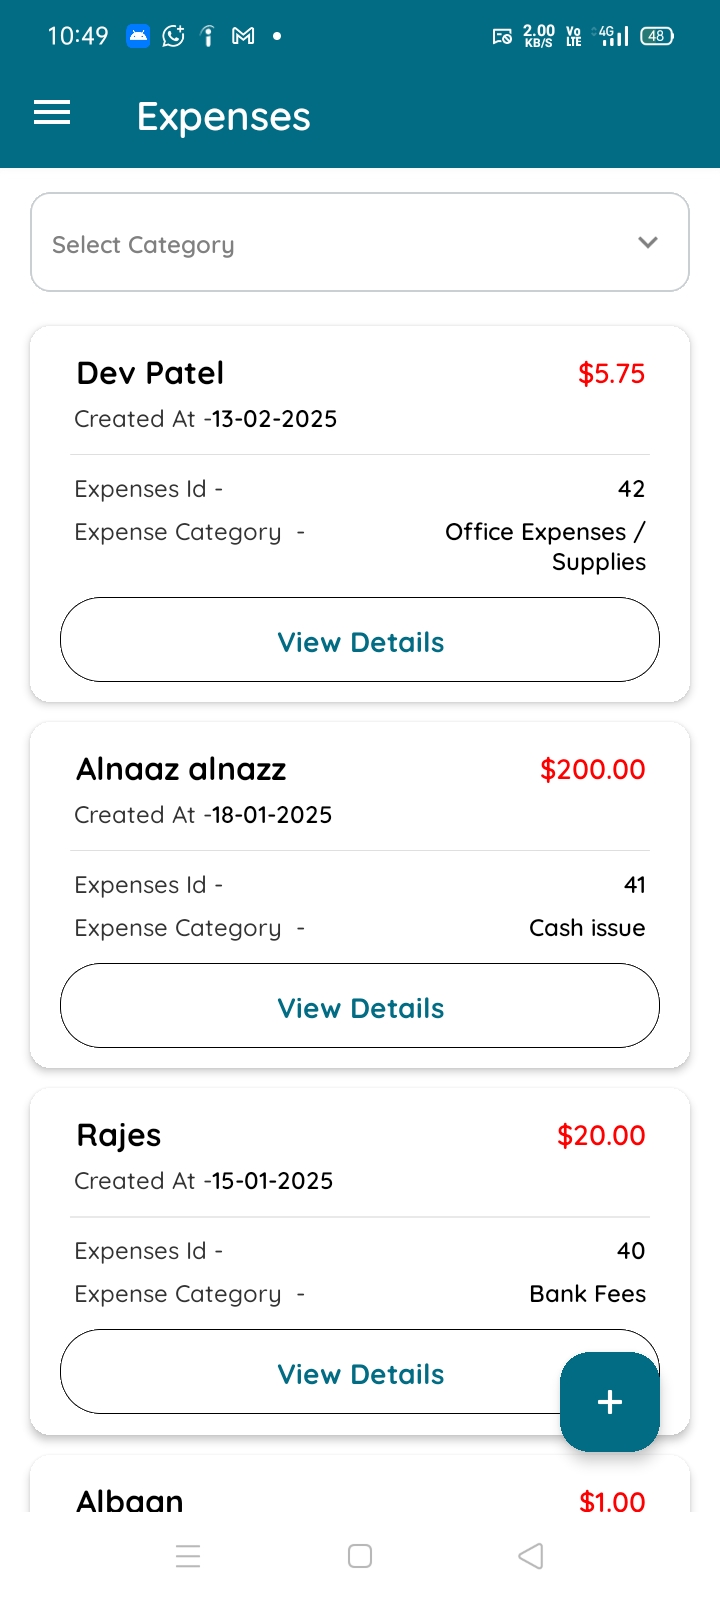 10:49 2.00 KB/S Vo LTE 4G 48
Expenses
Select Category
Dev Patel $5.75
Created At -13-02-2025
Expenses Id - 42
Expense Category - Office Expenses /
Supplies
View Details
Alnaaz alnazz $200.00
Created At -18-01-2025
Expenses Id - 41
Expense Category - Cash issue
View Details
Rajes $20.00
Created At -15-01-2025
Expenses Id - 40
Expense Category - Bank Fees
View Details
+
Albaan $1.00